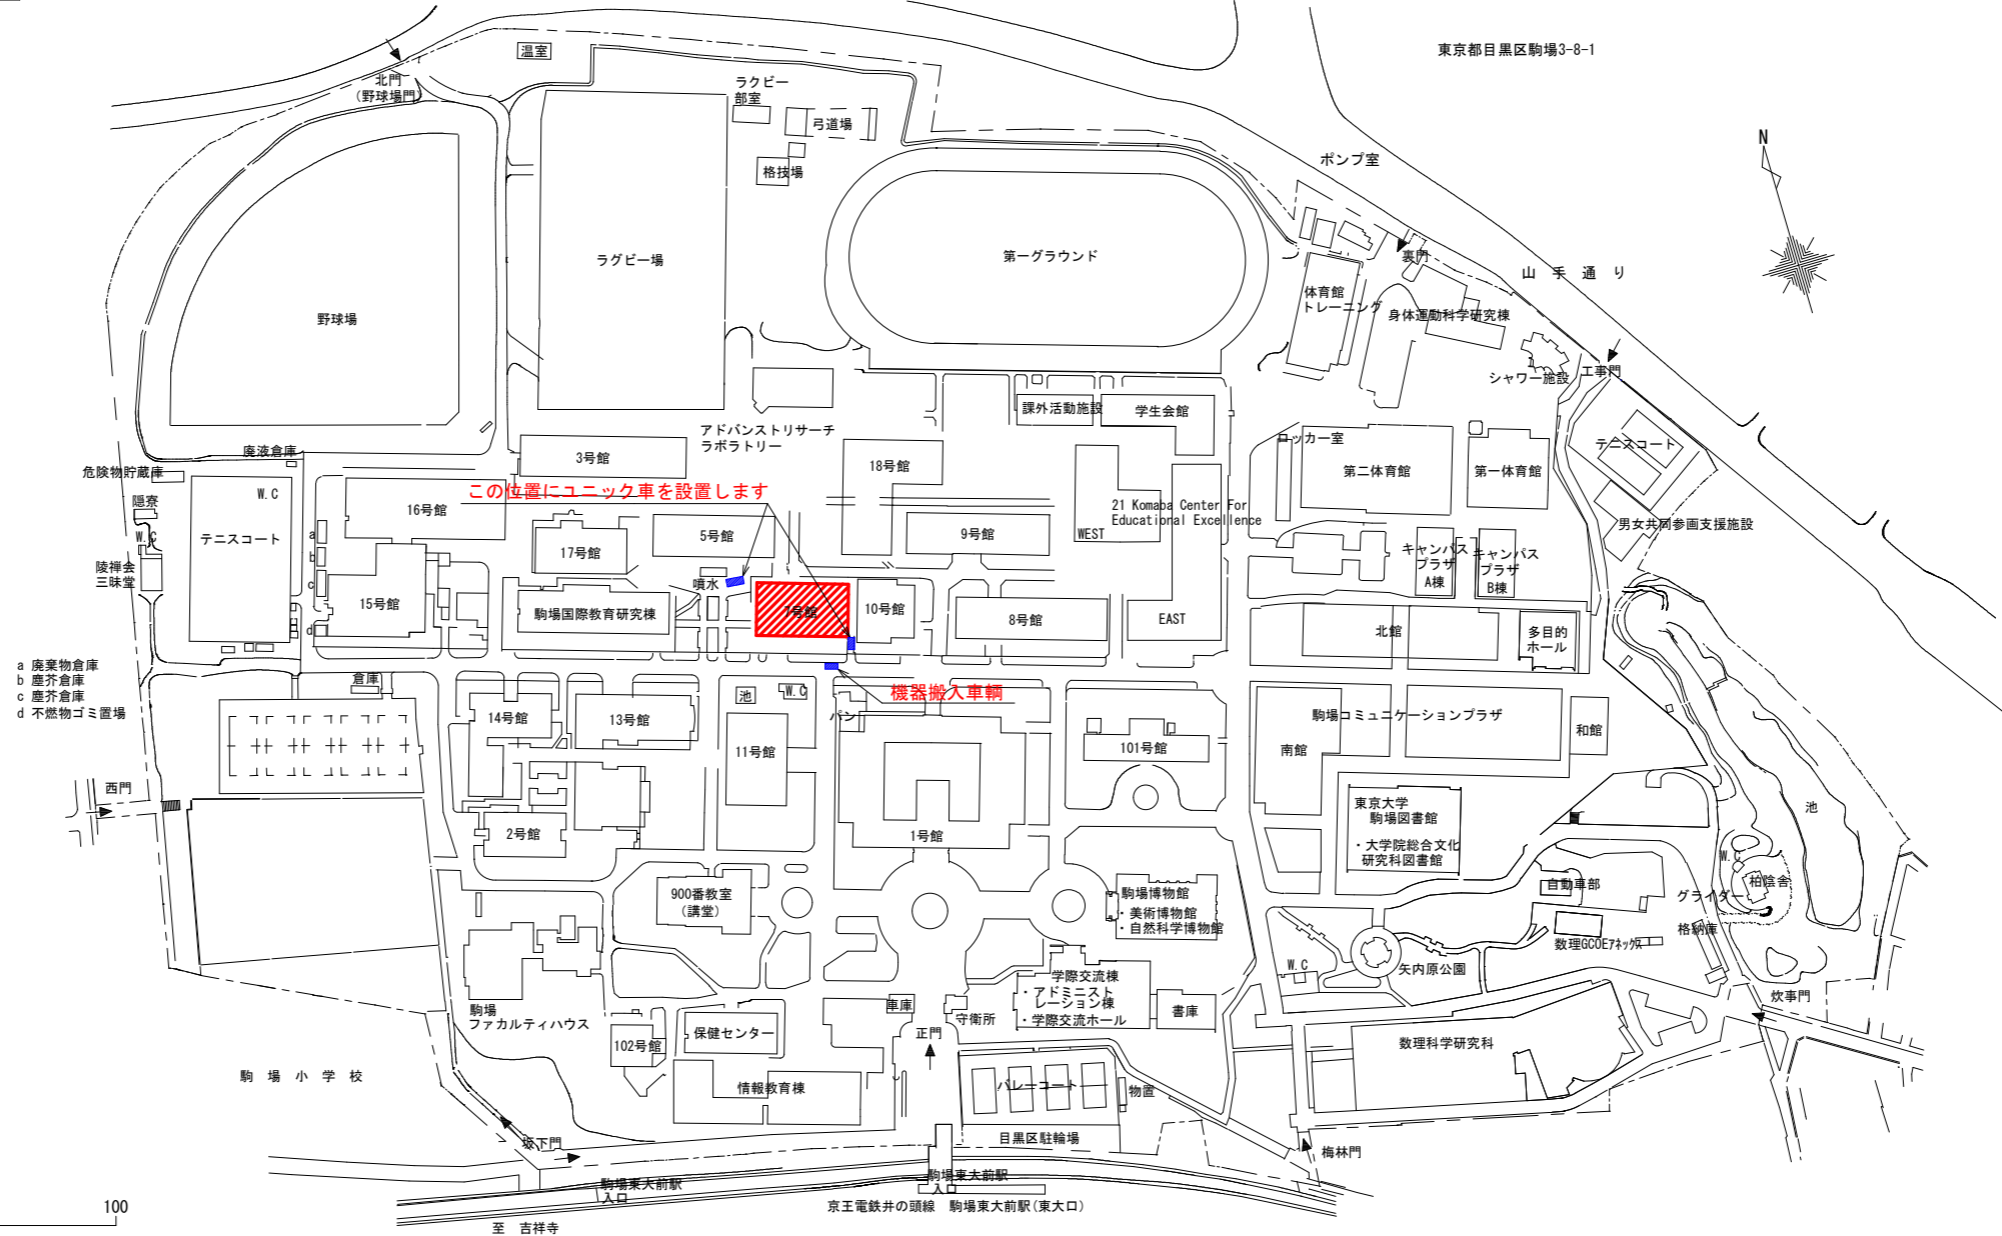 東京都目黒区駒場3-8-1
温室
北門
(野球場門)
ラクビー
部室
弓道場
格技場
N
ポンプ室
裏門
山 手 通 り
ラグビー場
第一グラウンド
野球場
体育館
トレーニング
身体運動科学研究棟
シャワー施設
工事門
課外活動施設
学生会館
アドバンストリサーチ
ラボラトリー
ロッカー室
第二体育館
第一体育館
テニスコート
廃液倉庫
危険物貯蔵庫
3号館
18号館
この位置にユニック車を設置します
隠寮
W.C
W.C
テニスコート
16号館
21 Komaba Center For
Educational Excellence
男女共同参画支援施設
5号館
9号館
WEST
17号館
キャンパス
プラザ
A棟
キャンパス
プラザ
B棟
陵禅会
三昧堂
a
b
c
d
噴水
15号館
駒場国際教育研究棟
7号館
10号館
8号館
EAST
北館
多目的
ホール
a 廃棄物倉庫
b 塵芥倉庫
c 塵芥倉庫
d 不燃物ゴミ置場
倉庫
池
W.C
機器搬入車輌
パン
14号館
13号館
11号館
101号館
駒場コミュニケーションプラザ
南館
和館
西門
2号館
1号館
東京大学
駒場図書館
・大学院総合文化
研究科図書館
池
W.C
柏陰舎
自動車部
グライダー
格納庫
900番教室
(講堂)
駒場博物館
・美術博物館
・自然科学博物館
数理GCOEアネックス
W.C
矢内原公園
学際交流棟
・アドミニスト
レーション棟
・学際交流ホール
書庫
炊事門
駒場
ファカルティハウス
車庫
守衛所
正門
102号館
保健センター
数理科学研究科
駒 場 小 学 校
情報教育棟
バレーコート
物置
坂下門
目黒区駐輪場
梅林門
駒場東大前駅
入口
駒場東大前駅
入口
京王電鉄井の頭線 駒場東大前駅(東大口)
100
至 吉祥寺